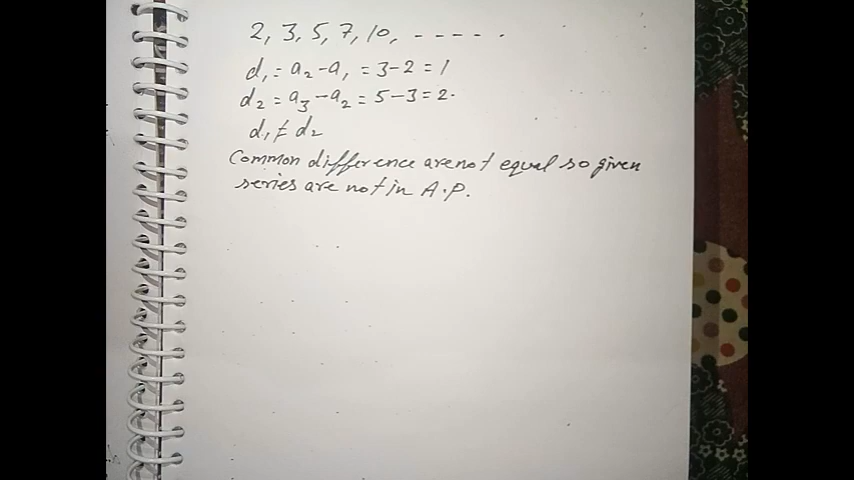 2, 3, 5, 7, 10, - - - - - .
d₁ = a₂ - a₁ = 3 - 2 = 1
d₂ = a₃ - a₂ = 5 - 3 = 2.
d₁ ≠ d₂
Common difference are not equal so given
series are not in A.P.